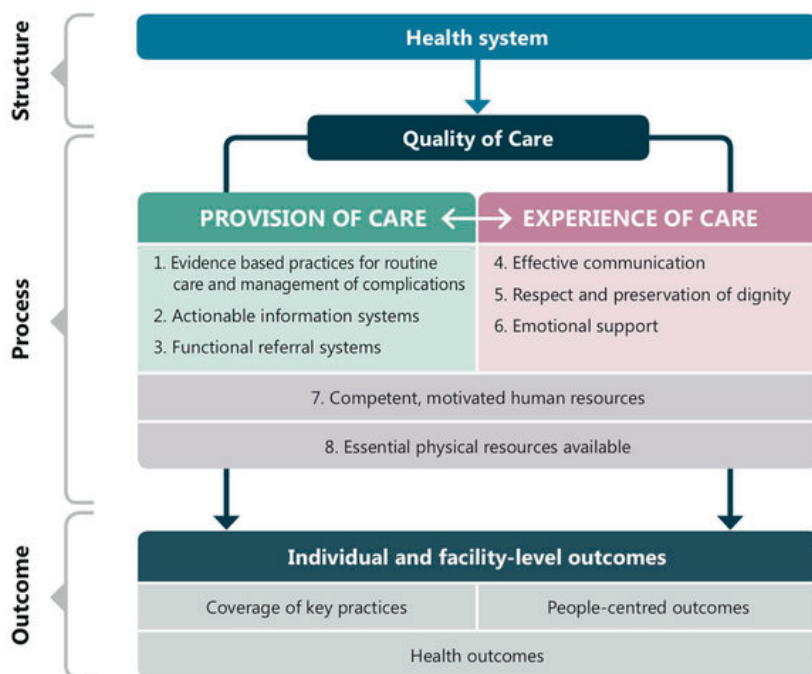 Structure
Health system
Process
Quality of Care
PROVISION OF CARE
EXPERIENCE OF CARE
1. Evidence based practices for routine
care and management of complications
2. Actionable information systems
3. Functional referral systems
4. Effective communication
5. Respect and preservation of dignity
6. Emotional support
7. Competent, motivated human resources
8. Essential physical resources available
Outcome
Individual and facility-level outcomes
Coverage of key practices
People-centred outcomes
Health outcomes